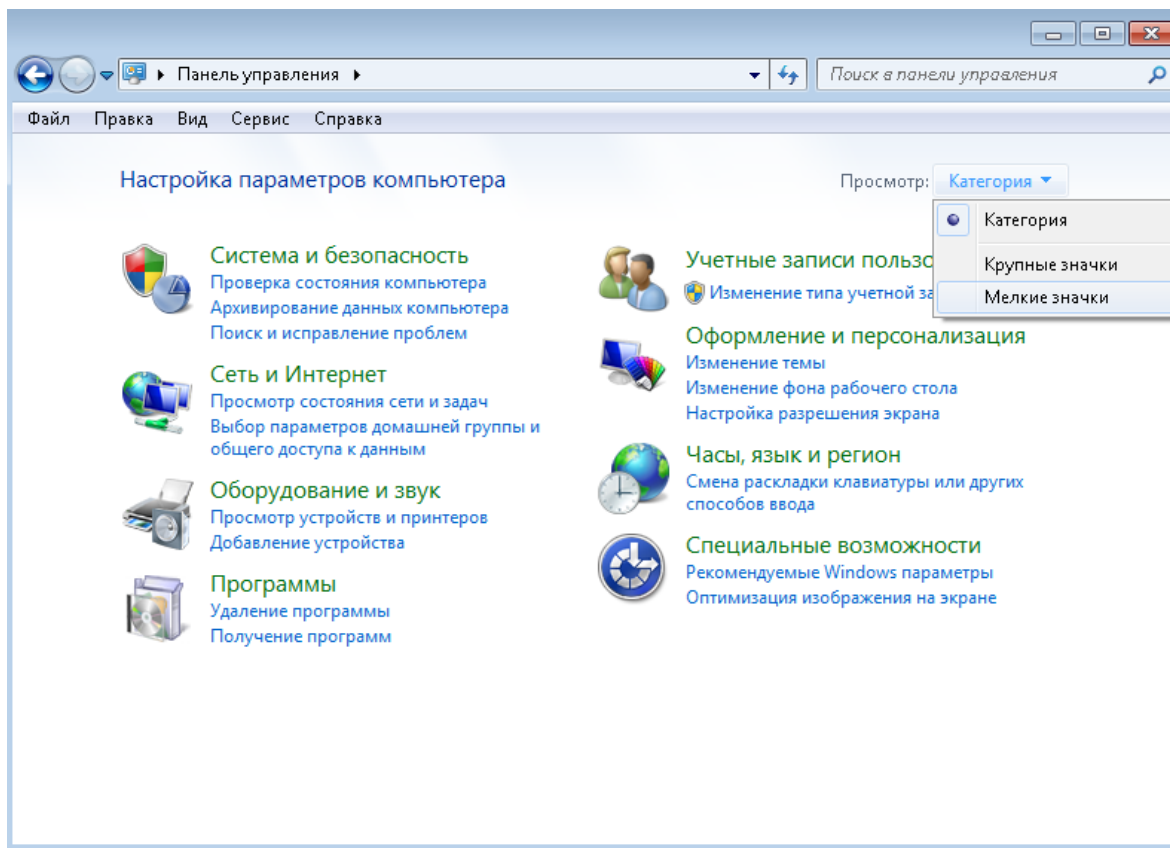 Панель управления
Поиск в панели управления
Файл Правка Вид Сервис Справка
Настройка параметров компьютера
Просмотр: Категория
Категория
Крупные значки
Мелкие значки
Система и безопасность
Проверка состояния компьютера
Архивирование данных компьютера
Поиск и исправление проблем
Сеть и Интернет
Просмотр состояния сети и задач
Выбор параметров домашней группы и
общего доступа к данным
Оборудование и звук
Просмотр устройств и принтеров
Добавление устройства
Программы
Удаление программы
Получение программ
Учетные записи
Изменение типа учетной
Оформление и персонализация
Изменение темы
Изменение фона рабочего стола
Настройка разрешения экрана
Часы, язык и регион
Смена раскладки клавиатуры или других
способов ввода
Специальные возможности
Рекомендуемые Windows параметры
Оптимизация изображения на экране